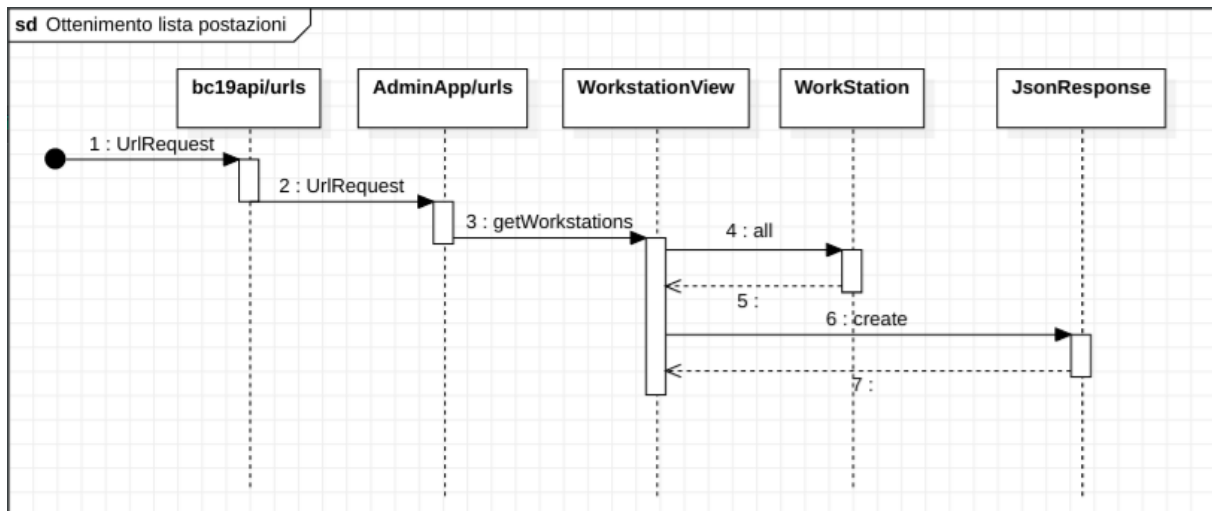 sd Ottenimento lista postazioni
bc19api/urls
AdminApp/urls
WorkstationView
WorkStation
JsonResponse
1 : UrlRequest
2 : UrlRequest
3 : getWorkstations
4 : all
5 :
6 : create
7 :